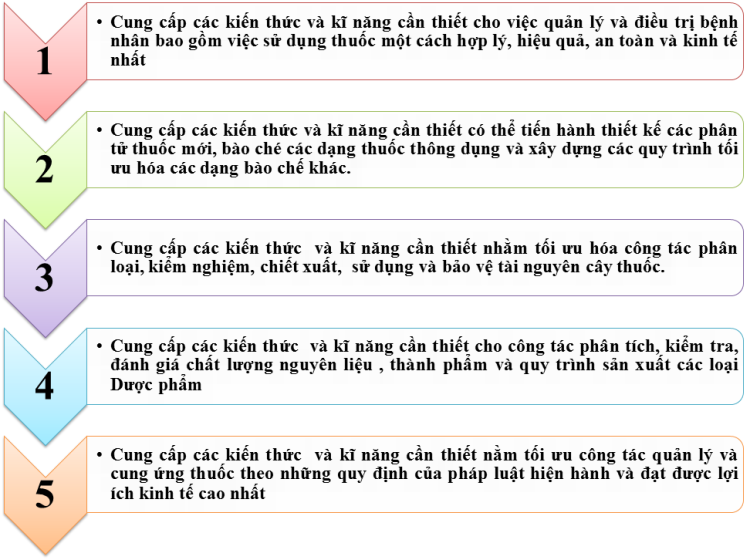 1
• Cung cấp các kiến thức và kĩ năng cần thiết cho việc quản lý và điều trị bệnh
nhân bao gồm việc sử dụng thuốc một cách hợp lý, hiệu quả, an toàn và kinh tế
nhất
2
• Cung cấp các kiến thức và kĩ năng cần thiết có thể tiến hành thiết kế các phân
tử thuốc mới, bào ché các dạng thuốc thông dụng và xây dựng các quy trình tối
ưu hóa các dạng bào chế khác.
3
• Cung cấp các kiến thức và kĩ năng cần thiết nhằm tối ưu hóa công tác phân
loại, kiểm nghiệm, chiết xuất, sử dụng và bảo vệ tài nguyên cây thuốc.
4
• Cung cấp các kiến thức và kĩ năng cần thiết cho công tác phân tích, kiểm tra,
đánh giá chất lượng nguyên liệu , thành phẩm và quy trình sản xuất các loại
Dược phẩm
5
• Cung cấp các kiến thức và kĩ năng cần thiết nằm tối ưu công tác quản lý và
cung ứng thuốc theo những quy định của pháp luật hiện hành và đạt được lợi
ích kinh tế cao nhất